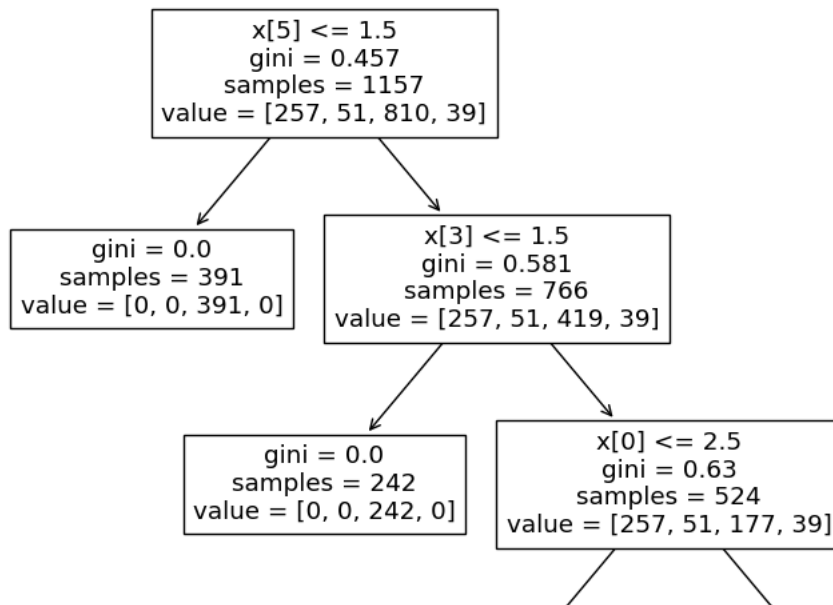 x[5] <= 1.5
gini = 0.457
samples = 1157
value = [257, 51, 810, 39]
gini = 0.0
samples = 391
value = [0, 0, 391, 0]
x[3] <= 1.5
gini = 0.581
samples = 766
value = [257, 51, 419, 39]
gini = 0.0
samples = 242
value = [0, 0, 242, 0]
x[0] <= 2.5
gini = 0.63
samples = 524
value = [257, 51, 177, 39]